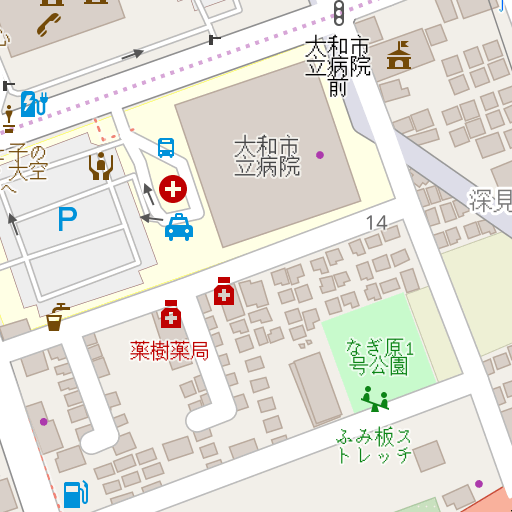 大和市
立病院
前
大和市
立病院
子の
大空
へ
P
深見
14
なぎ原1
号公園
薬樹薬局
ふみ板ス
トレッチ